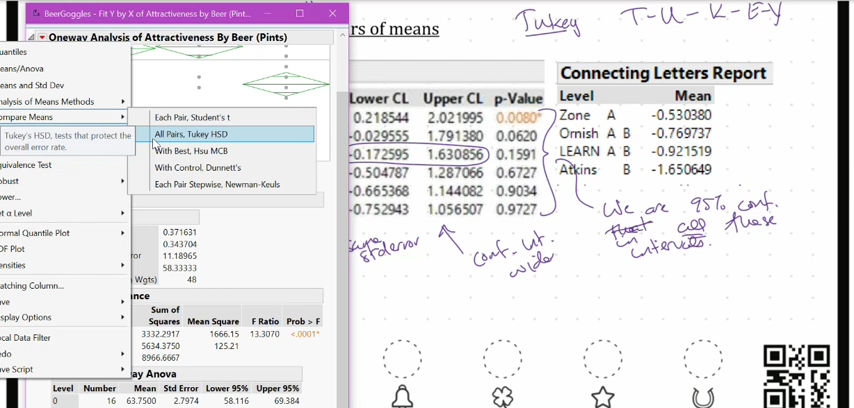 BeerGoggles - Fit Y by X of Attractiveness by Beer (Pints)
Oneway Analysis of Attractiveness By Beer (Pints)
uantiles
eans/Anova
eans and Std Dev
nalysis of Means Methods
ompare Means
Tukey's HSD, tests that protect the
overall error rate.
quivalence Test
obust
ower...
et α Level
ormal Quantile Plot
DF Plot
ensities
atching Column...
ave
isplay Options
ocal Data Filter
edo
ave Script
Each Pair, Student's t
All Pairs, Tukey HSD
With Best, Hsu MCB
With Control, Dunnett's
Each Pair Stepwise, Newman-Keuls
0.371631
0.343704
ror 11.18965
58.33333
Wgts) 48
ance
Sum of
Squares Mean Square F Ratio Prob > F
3332.2917 1666.15 13.3070 <.0001*
5634.3750 125.21
8966.6667
way Anova
Level Number Mean Std Error Lower 95% Upper 95%
0 16 63.7500 2.7974 58.116 69.384
rs of means
Tukey T-U-K-E-Y
Lower CL Upper CL p-Value
0.218544 2.021995 0.0080*
-0.029555 1.791380 0.0620
-0.172595 1.630856 0.1591
-0.504787 1.287066 0.6727
-0.665368 1.144082 0.9034
-0.752943 1.056507 0.9727
Connecting Letters Report
Level Mean
Zone A -0.530380
Ornish A B -0.769737
LEARN A B -0.921519
Atkins B -1.650649
We are 95% conf.
that all these
in intervals.
std error
conf. int.
wide